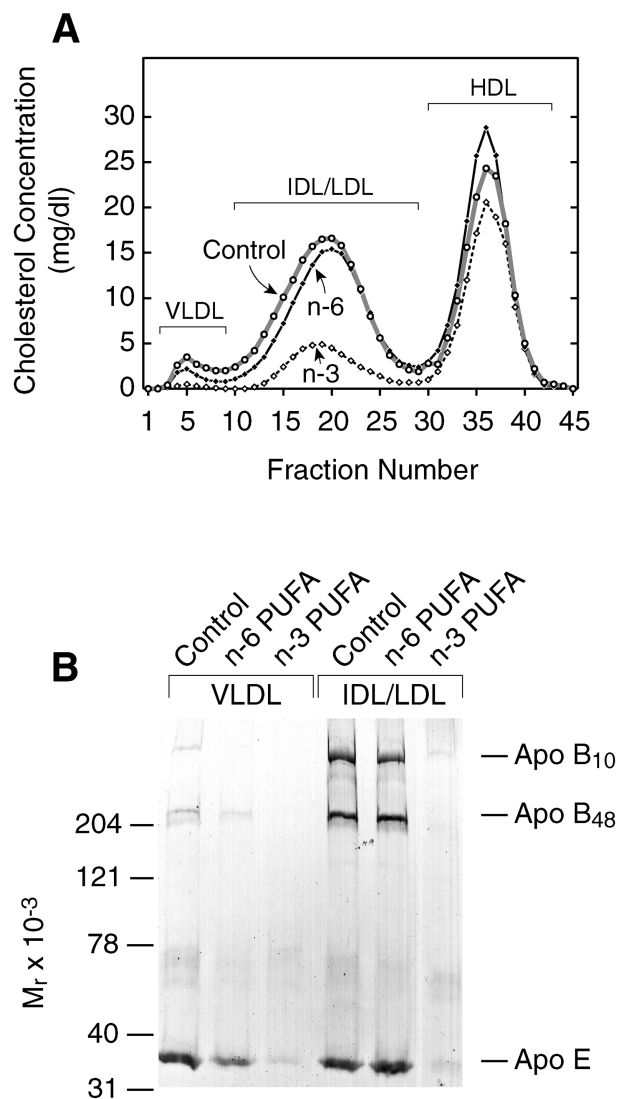 A
Cholesterol Concentration
(mg/dl)
30
25
20
15
10
5
0
VLDL
IDL/LDL
HDL
Control
n-6
n-3
1 5 10 15 20 25 30 35 40 45
Fraction Number
B
Control
n-6 PUFA
n-3 PUFA
Control
n-6 PUFA
n-3 PUFA
VLDL
IDL/LDL
Mr x 10-3
204
121
78
40
31
Apo B10
Apo B48
Apo E